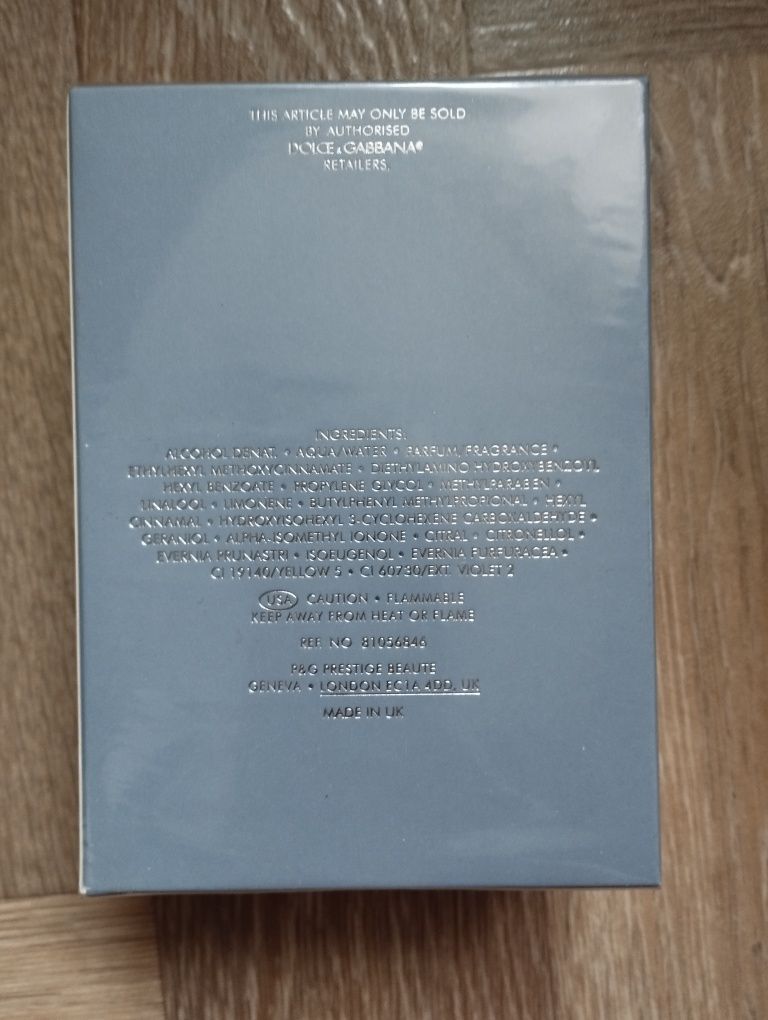 THIS ARTICLE MAY ONLY BE SOLD
BY AUTHORISED
DOLCE & GABBANA®
RETAILERS.
INGREDIENTS:
ALCOHOL DENAT. • AQUA/WATER • PARFUM/FRAGRANCE •
ETHYLHEXYL METHOXYCINNAMATE • DIETHYLAMINO HYDROXYBENZOYL
HEXYL BENZOATE • PROPYLENE GLYCOL • METHYLPARABEN •
LINALOOL • LIMONENE • BUTYLPHENYL METHYLPROPIONAL • HEXYL
CINNAMAL • HYDROXYISOHEXYL 3-CYCLOHEXENE CARBOXALDEHYDE •
GERANIOL • ALPHA-ISOMETHYL IONONE • CITRAL • CITRONELLOL •
EVERNIA PRUNASTRI • ISOEUGENOL • EVERNIA FURFURACEA •
CI 19140/YELLOW 5 • CI 60730/EXT. VIOLET 2
USA CAUTION • FLAMMABLE
KEEP AWAY FROM HEAT OR FLAME
REF. NO 81056846
P&G PRESTIGE BEAUTE
GENEVA • LONDON EC1A 4DD, UK
MADE IN UK